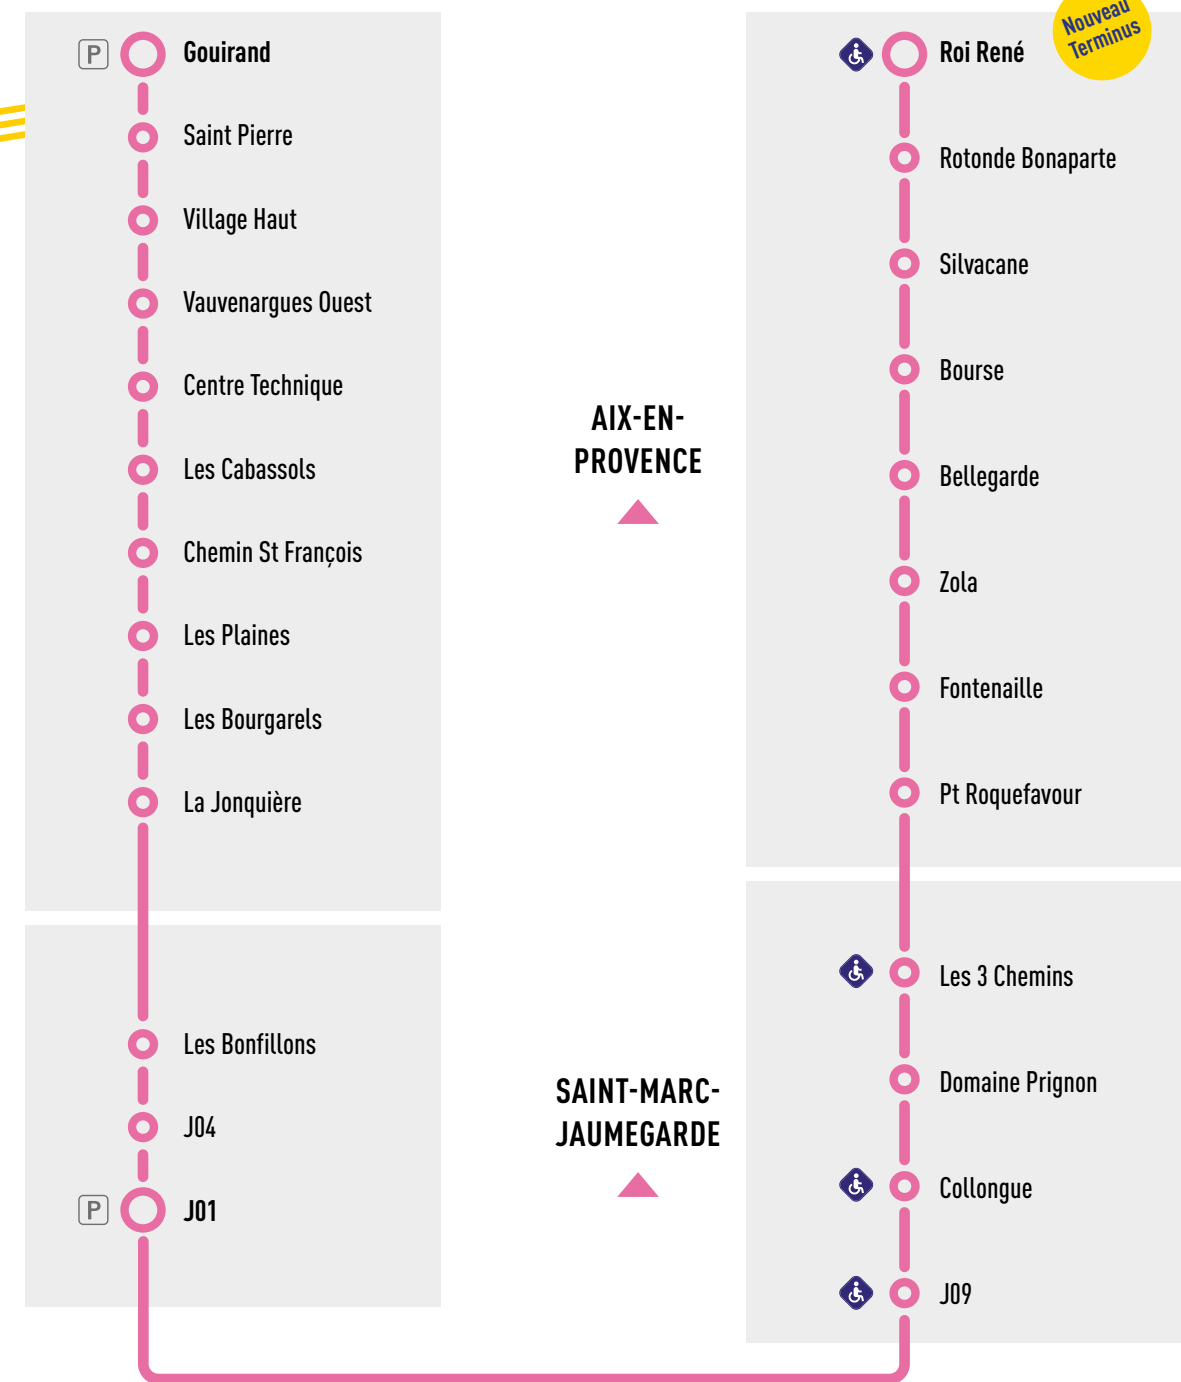 P
Gouirand
Saint Pierre
Village Haut
Vauvenargues Ouest
Centre Technique
Les Cabassols
Chemin St François
Les Plaines
Les Bourgarels
La Jonquière
Les Bonfillons
J04
P
J01
AIX-EN-
PROVENCE
SAINT-MARC-
JAUMEGARDE
Nouveau
Terminus
Roi René
Rotonde Bonaparte
Silvacane
Bourse
Bellegarde
Zola
Fontenaille
Pt Roquefavour
Les 3 Chemins
Domaine Prignon
Collongue
J09